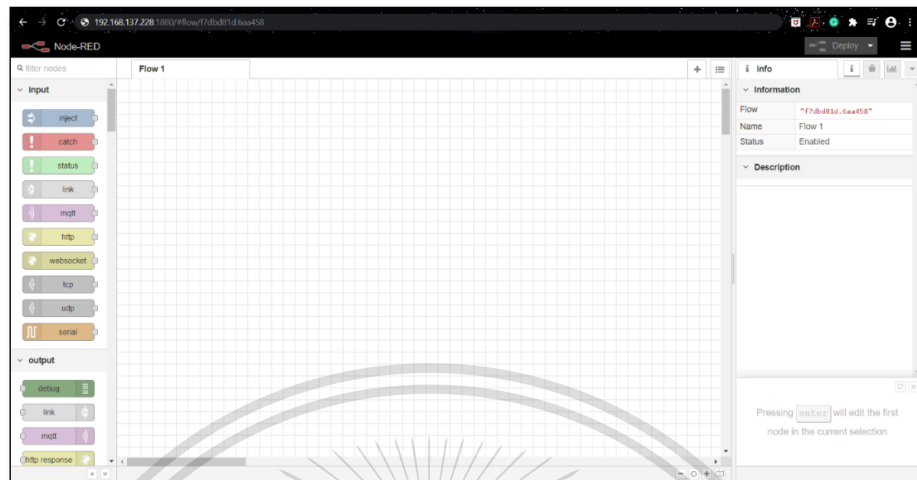 192.168.137.228:1880/#flow/f7dbd81d.6aa458
Node-RED
Deploy
filter nodes
Flow 1
i info
input
inject
catch
status
link
mqtt
http
websocket
tcp
udp
serial
output
debug
link
mqtt
http response
Information
Flow "f7dbd81d.6aa458"
Name Flow 1
Status Enabled
Description
Pressing enter will edit the first
node in the current selection